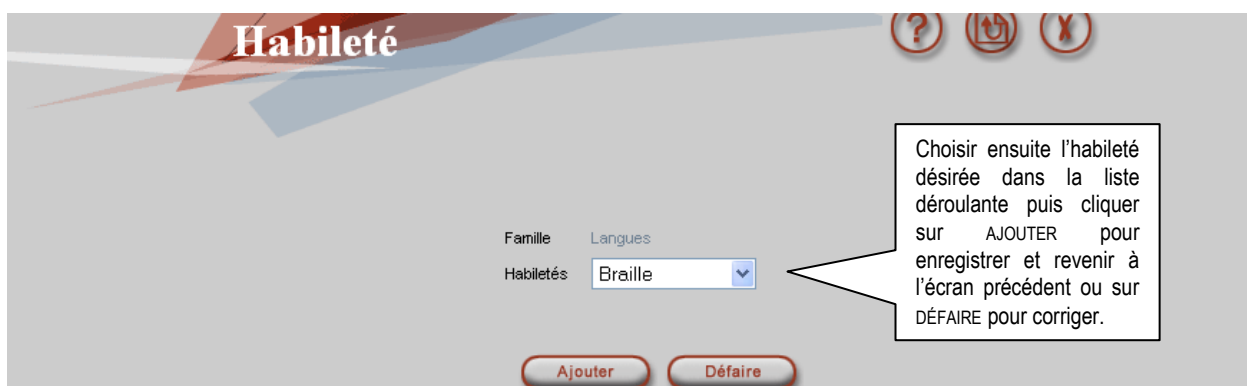 Habileté
?
X
Choisir ensuite l’habileté
désirée dans la liste
déroulante puis cliquer
sur AJOUTER pour
enregistrer et revenir à
l’écran précédent ou sur
DÉFAIRE pour corriger.
Famille Langues
Habiletés Braille
Ajouter Défaire